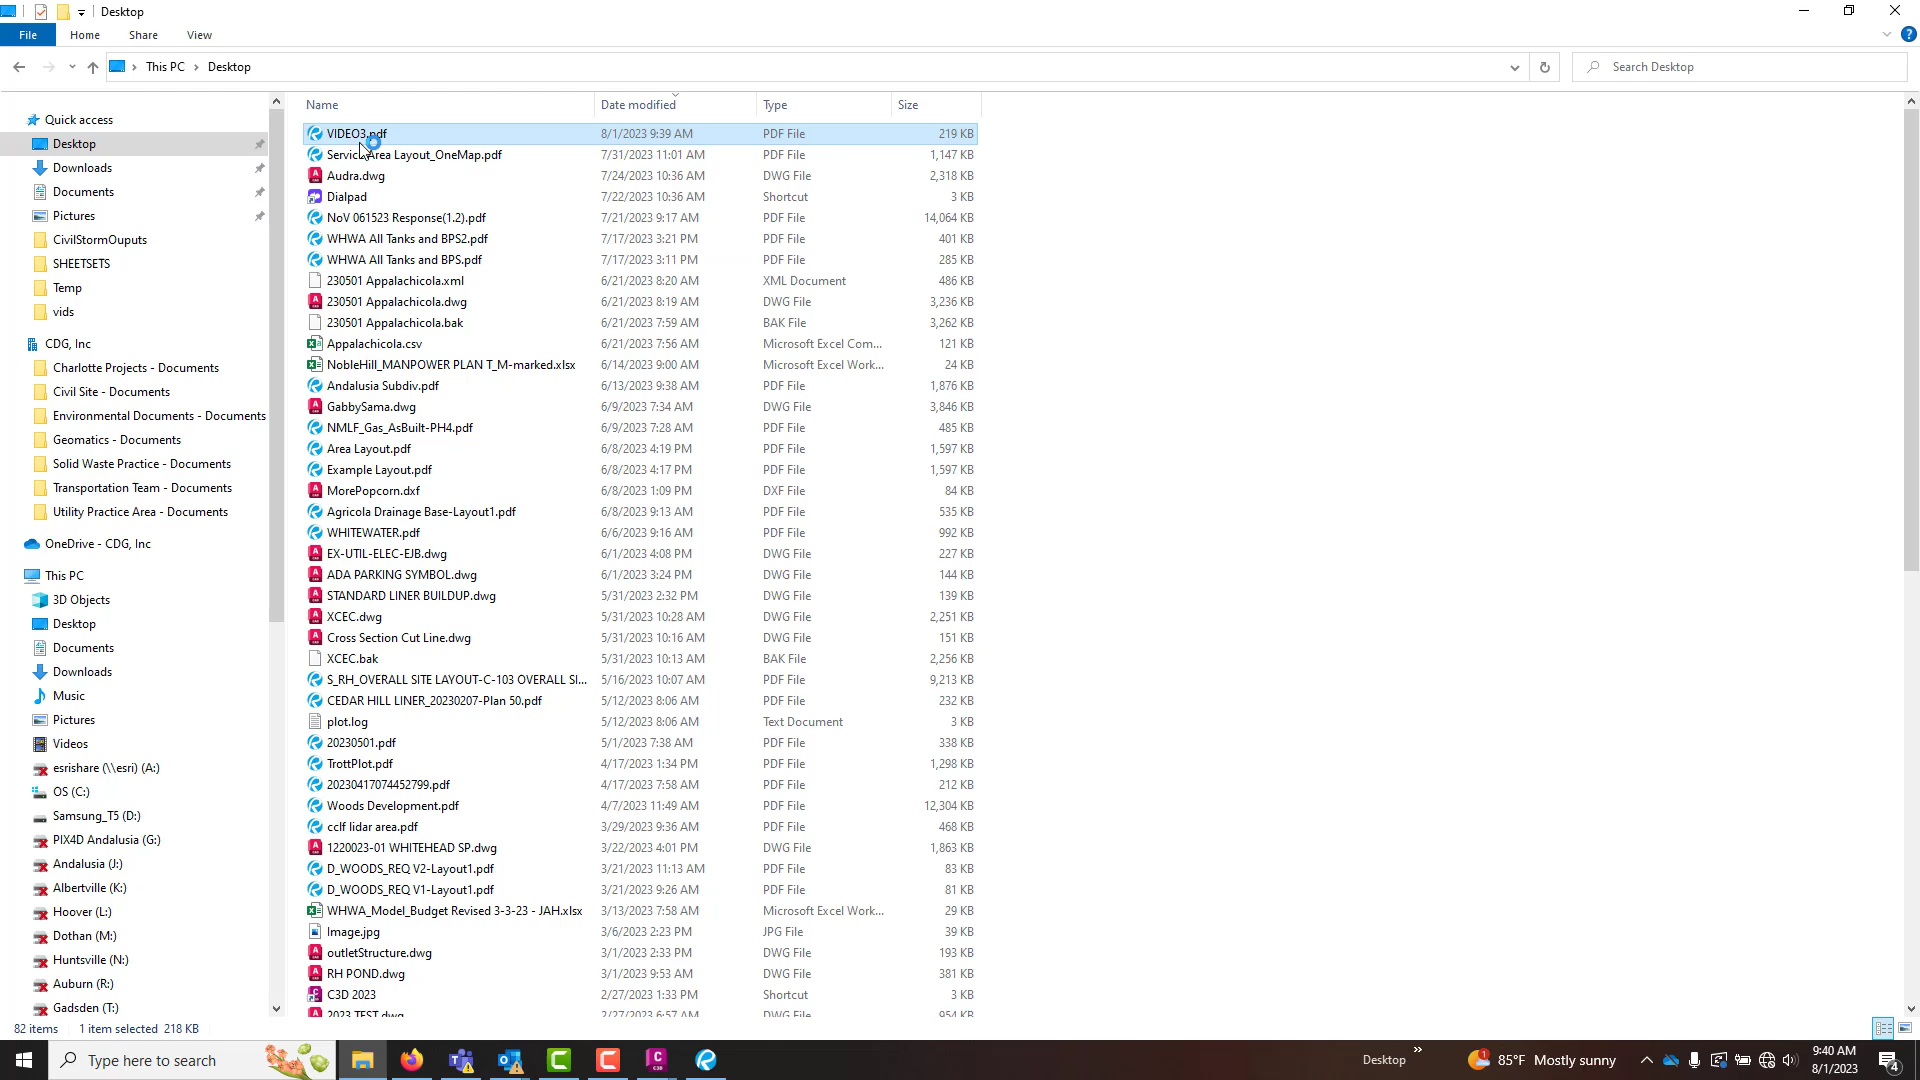 Desktop
File Home Share View
This PC Desktop Search Desktop
Name Date modified Type Size
Quick access
Desktop
Downloads
Documents
Pictures
CivilStormOuputs
SHEETSETS
Temp
vids
CDG, Inc
Charlotte Projects - Documents
Civil Site - Documents
Environmental Documents - Documents
Geomatics - Documents
Solid Waste Practice - Documents
Transportation Team - Documents
Utility Practice Area - Documents
OneDrive - CDG, Inc
This PC
3D Objects
Desktop
Documents
Downloads
Music
Pictures
Videos
esrishare (\\esri) (A:)
OS (C:)
Samsung_T5 (D:)
PIX4D Andalusia (G:)
Andalusia (J:)
Albertville (K:)
Hoover (L:)
Dothan (M:)
Huntsville (N:)
Auburn (R:)
Gadsden (T:)
VIDEO3.pdf 8/1/2023 9:39 AM PDF File 219 KB
Service Area Layout_OneMap.pdf 7/31/2023 11:01 AM PDF File 1,147 KB
Audra.dwg 7/24/2023 10:36 AM DWG File 2,318 KB
Dialpad 7/22/2023 10:36 AM Shortcut 3 KB
NoV 061523 Response(1.2).pdf 7/21/2023 9:17 AM PDF File 14,064 KB
WHWA All Tanks and BPS2.pdf 7/17/2023 3:21 PM PDF File 401 KB
WHWA All Tanks and BPS.pdf 7/17/2023 3:11 PM PDF File 285 KB
230501 Appalachicola.xml 6/21/2023 8:20 AM XML Document 486 KB
230501 Appalachicola.dwg 6/21/2023 8:19 AM DWG File 3,236 KB
230501 Appalachicola.bak 6/21/2023 7:59 AM BAK File 3,262 KB
Appalachicola.csv 6/21/2023 7:56 AM Microsoft Excel Com... 121 KB
NobleHill_MANPOWER PLAN T_M-marked.xlsx 6/14/2023 9:00 AM Microsoft Excel Work... 24 KB
Andalusia Subdiv.pdf 6/13/2023 9:38 AM PDF File 1,876 KB
GabbySama.dwg 6/9/2023 7:34 AM DWG File 3,846 KB
NMLF_Gas_AsBuilt-PH4.pdf 6/9/2023 7:28 AM PDF File 485 KB
Area Layout.pdf 6/8/2023 4:19 PM PDF File 1,597 KB
Example Layout.pdf 6/8/2023 4:17 PM PDF File 1,597 KB
MorePopcorn.dxf 6/8/2023 1:09 PM DXF File 84 KB
Agricola Drainage Base-Layout1.pdf 6/8/2023 9:13 AM PDF File 535 KB
WHITEWATER.pdf 6/6/2023 9:16 AM PDF File 992 KB
EX-UTIL-ELEC-EJB.dwg 6/1/2023 4:08 PM DWG File 227 KB
ADA PARKING SYMBOL.dwg 6/1/2023 3:24 PM DWG File 144 KB
STANDARD LINER BUILDUP.dwg 5/31/2023 2:32 PM DWG File 139 KB
XCEC.dwg 5/31/2023 10:28 AM DWG File 2,251 KB
Cross Section Cut Line.dwg 5/31/2023 10:16 AM DWG File 151 KB
XCEC.bak 5/31/2023 10:13 AM BAK File 2,256 KB
S_RH_OVERALL SITE LAYOUT-C-103 OVERALL SI... 5/16/2023 10:07 AM PDF File 9,213 KB
CEDAR HILL LINER_20230207-Plan 50.pdf 5/12/2023 8:06 AM PDF File 232 KB
plot.log 5/12/2023 8:06 AM Text Document 3 KB
20230501.pdf 5/1/2023 7:38 AM PDF File 338 KB
TrottPlot.pdf 4/17/2023 1:34 PM PDF File 1,298 KB
20230417074452799.pdf 4/17/2023 7:58 AM PDF File 212 KB
Woods Development.pdf 4/7/2023 11:49 AM PDF File 12,304 KB
cclf lidar area.pdf 3/29/2023 9:36 AM PDF File 468 KB
1220023-01 WHITEHEAD SP.dwg 3/22/2023 4:01 PM DWG File 1,863 KB
D_WOODS_REQ V2-Layout1.pdf 3/21/2023 11:13 AM PDF File 83 KB
D_WOODS_REQ V1-Layout1.pdf 3/21/2023 9:26 AM PDF File 81 KB
WHWA_Model_Budget Revised 3-3-23 - JAH.xlsx 3/13/2023 7:58 AM Microsoft Excel Work... 29 KB
Image.jpg 3/6/2023 2:23 PM JPG File 39 KB
outletStructure.dwg 3/1/2023 2:33 PM DWG File 193 KB
RH POND.dwg 3/1/2023 9:53 AM DWG File 381 KB
C3D 2023 2/27/2023 1:33 PM Shortcut 3 KB
2023 TEST.dwg 2/27/2023 6:57 AM DWG File 954 KB
82 items 1 item selected 218 KB
Type here to search Desktop 85°F Mostly sunny 9:40 AM
8/1/2023 4